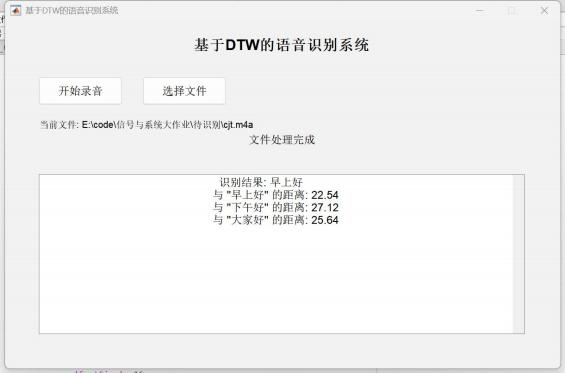 基于DTW的语音识别系统
基于DTW的语音识别系统
开始录音 选择文件
当前文件: E:\code\信号与系统大作业\待识别\cjt.m4a
文件处理完成
识别结果: 早上好
与 "早上好" 的距离: 22.54
与 "下午好" 的距离: 27.12
与 "大家好" 的距离: 25.64